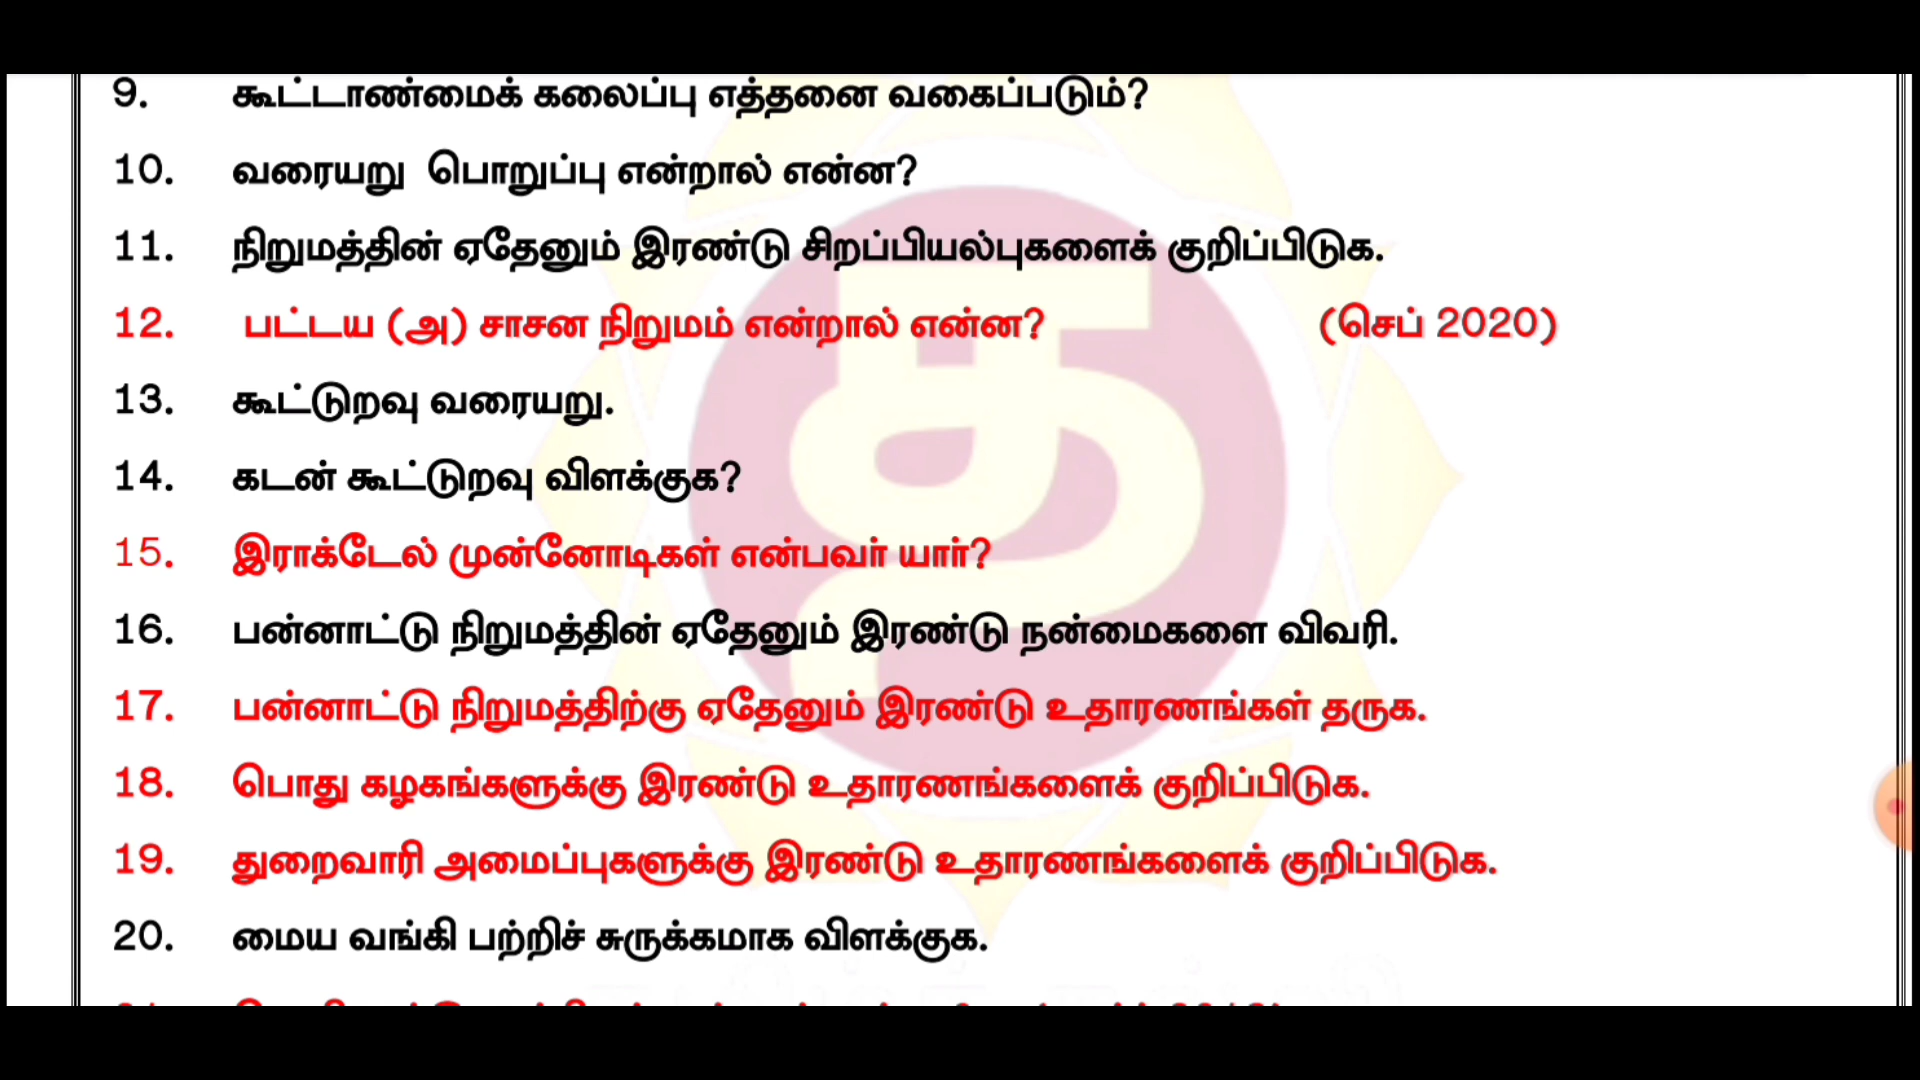 9. கூட்டாண்மைக் கலைப்பு எத்தனை வகைப்படும்?
10. வரையறு பொறுப்பு என்றால் என்ன?
11. நிறுமத்தின் ஏதேனும் இரண்டு சிறப்பியல்புகளைக் குறிப்பிடுக.
12. பட்டய (அ) சாசன நிறுமம் என்றால் என்ன? (செப் 2020)
13. கூட்டுறவு வரையறு.
14. கடன் கூட்டுறவு விளக்குக?
15. இராக்டேல் முன்னோடிகள் என்பவர் யார்?
16. பன்னாட்டு நிறுமத்தின் ஏதேனும் இரண்டு நன்மைகளை விவரி.
17. பன்னாட்டு நிறுமத்திற்கு ஏதேனும் இரண்டு உதாரணங்கள் தருக.
18. பொது கழகங்களுக்கு இரண்டு உதாரணங்களைக் குறிப்பிடுக.
19. துறைவாரி அமைப்புகளுக்கு இரண்டு உதாரணங்களைக் குறிப்பிடுக.
20. மைய வங்கி பற்றிச் சுருக்கமாக விளக்குக.